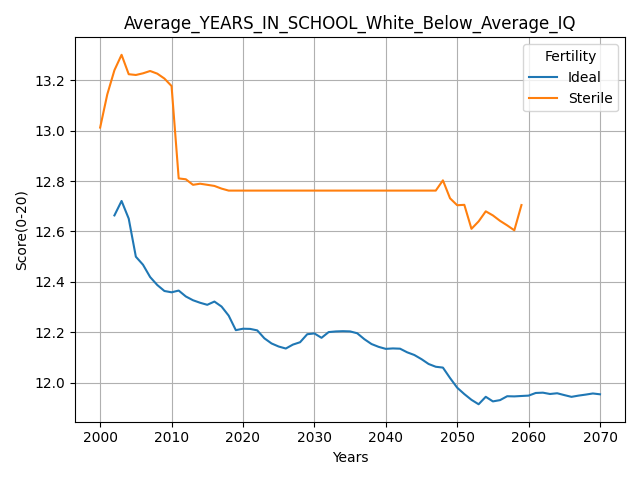 Average_YEARS_IN_SCHOOL_White_Below_Average_IQ
Fertility
Ideal
Sterile
Score(0-20)
13.2
13.0
12.8
12.6
12.4
12.2
12.0
2000
2010
2020
2030
2040
2050
2060
2070
Years